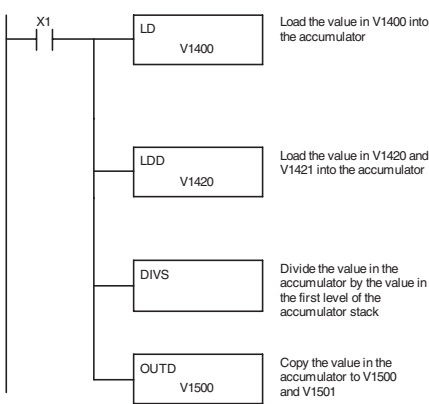 X1
LD
V1400
Load the value in V1400 into
the accumulator
LDD
V1420
Load the value in V1420 and
V1421 into the accumulator
DIVS
Divide the value in the
accumulator by the value in
the first level of the
accumulator stack
OUTD
V1500
Copy the value in the
accumulator to V1500
and V1501